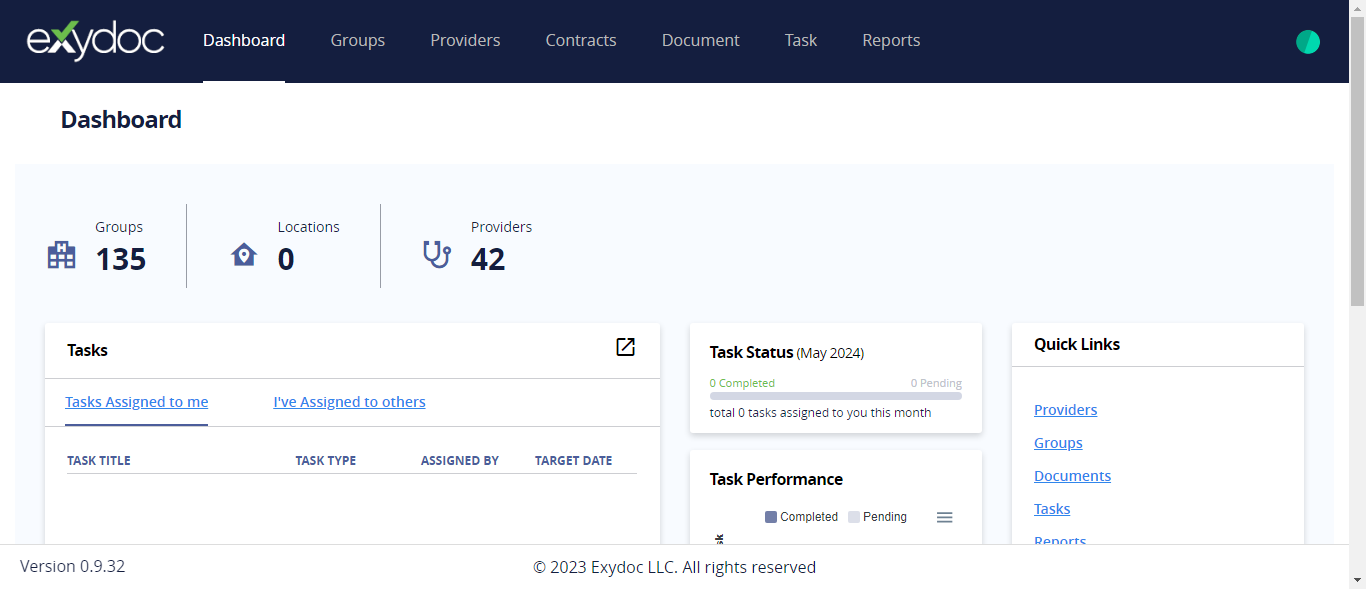 exydoc
Dashboard Groups Providers Contracts Document Task Reports
Dashboard
Groups
135
Locations
0
Providers
42
Tasks
Tasks Assigned to me I've Assigned to others
TASK TITLE TASK TYPE ASSIGNED BY TARGET DATE
Task Status (May 2024)
0 Completed 0 Pending
total 0 tasks assigned to you this month
Task Performance
Completed Pending
Quick Links
Providers
Groups
Documents
Tasks
Reports
Version 0.9.32 © 2023 Exydoc LLC. All rights reserved